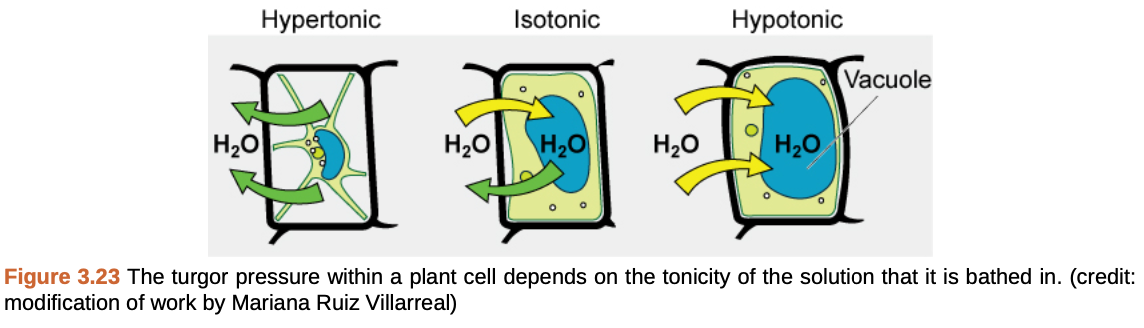 Hypertonic Isotonic Hypotonic
Vacuole
H₂O H₂O H₂O H₂O H₂O
Figure 3.23 The turgor pressure within a plant cell depends on the tonicity of the solution that it is bathed in. (credit:
modification of work by Mariana Ruiz Villarreal)